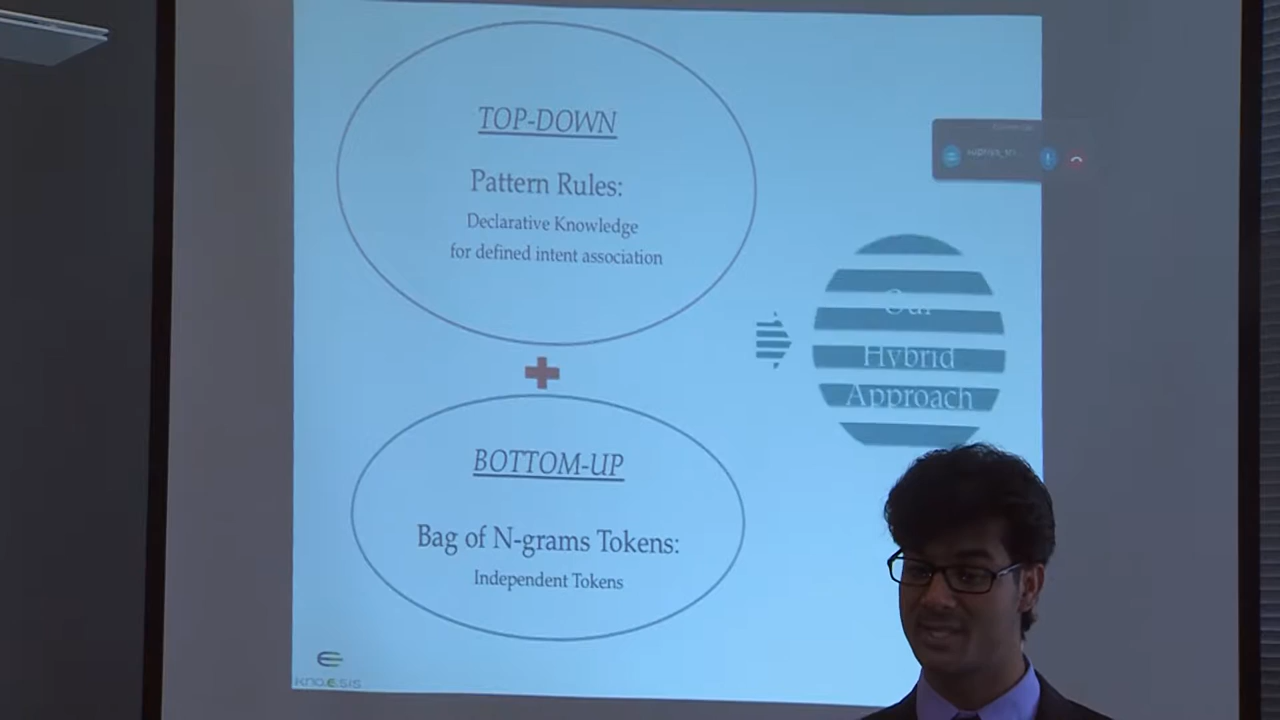 TOP-DOWN
Pattern Rules:
Declarative Knowledge
for defined intent association
BOTTOM-UP
Bag of N-grams Tokens:
Independent Tokens
Our
Hybrid
Approach
kno.e.sis